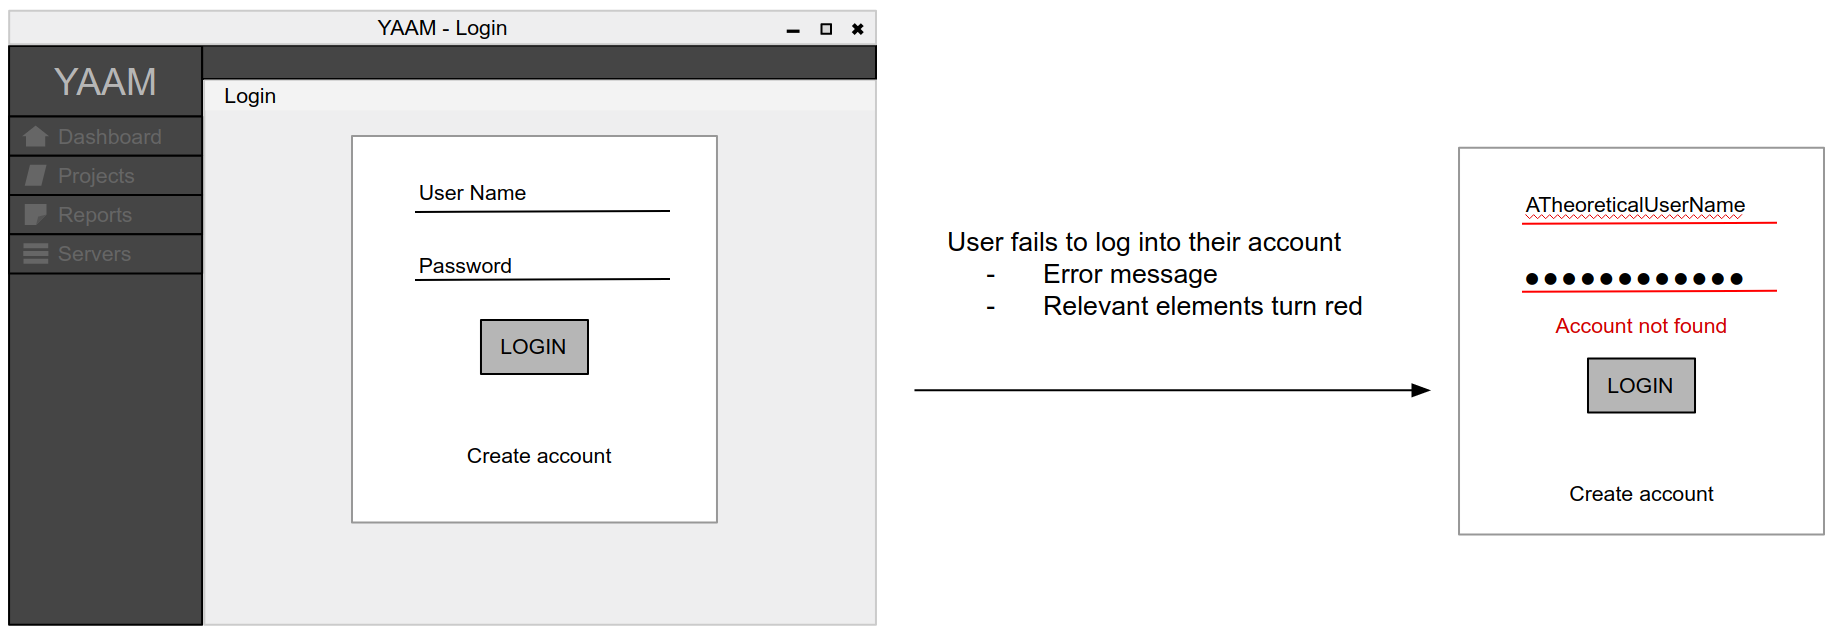 YAAM - Login
YAAM
Dashboard
Projects
Reports
Servers
Login
User Name
Password
LOGIN
Create account
User fails to log into their account
- Error message
- Relevant elements turn red
ATheoreticalUserName
●●●●●●●●●●●●
Account not found
LOGIN
Create account